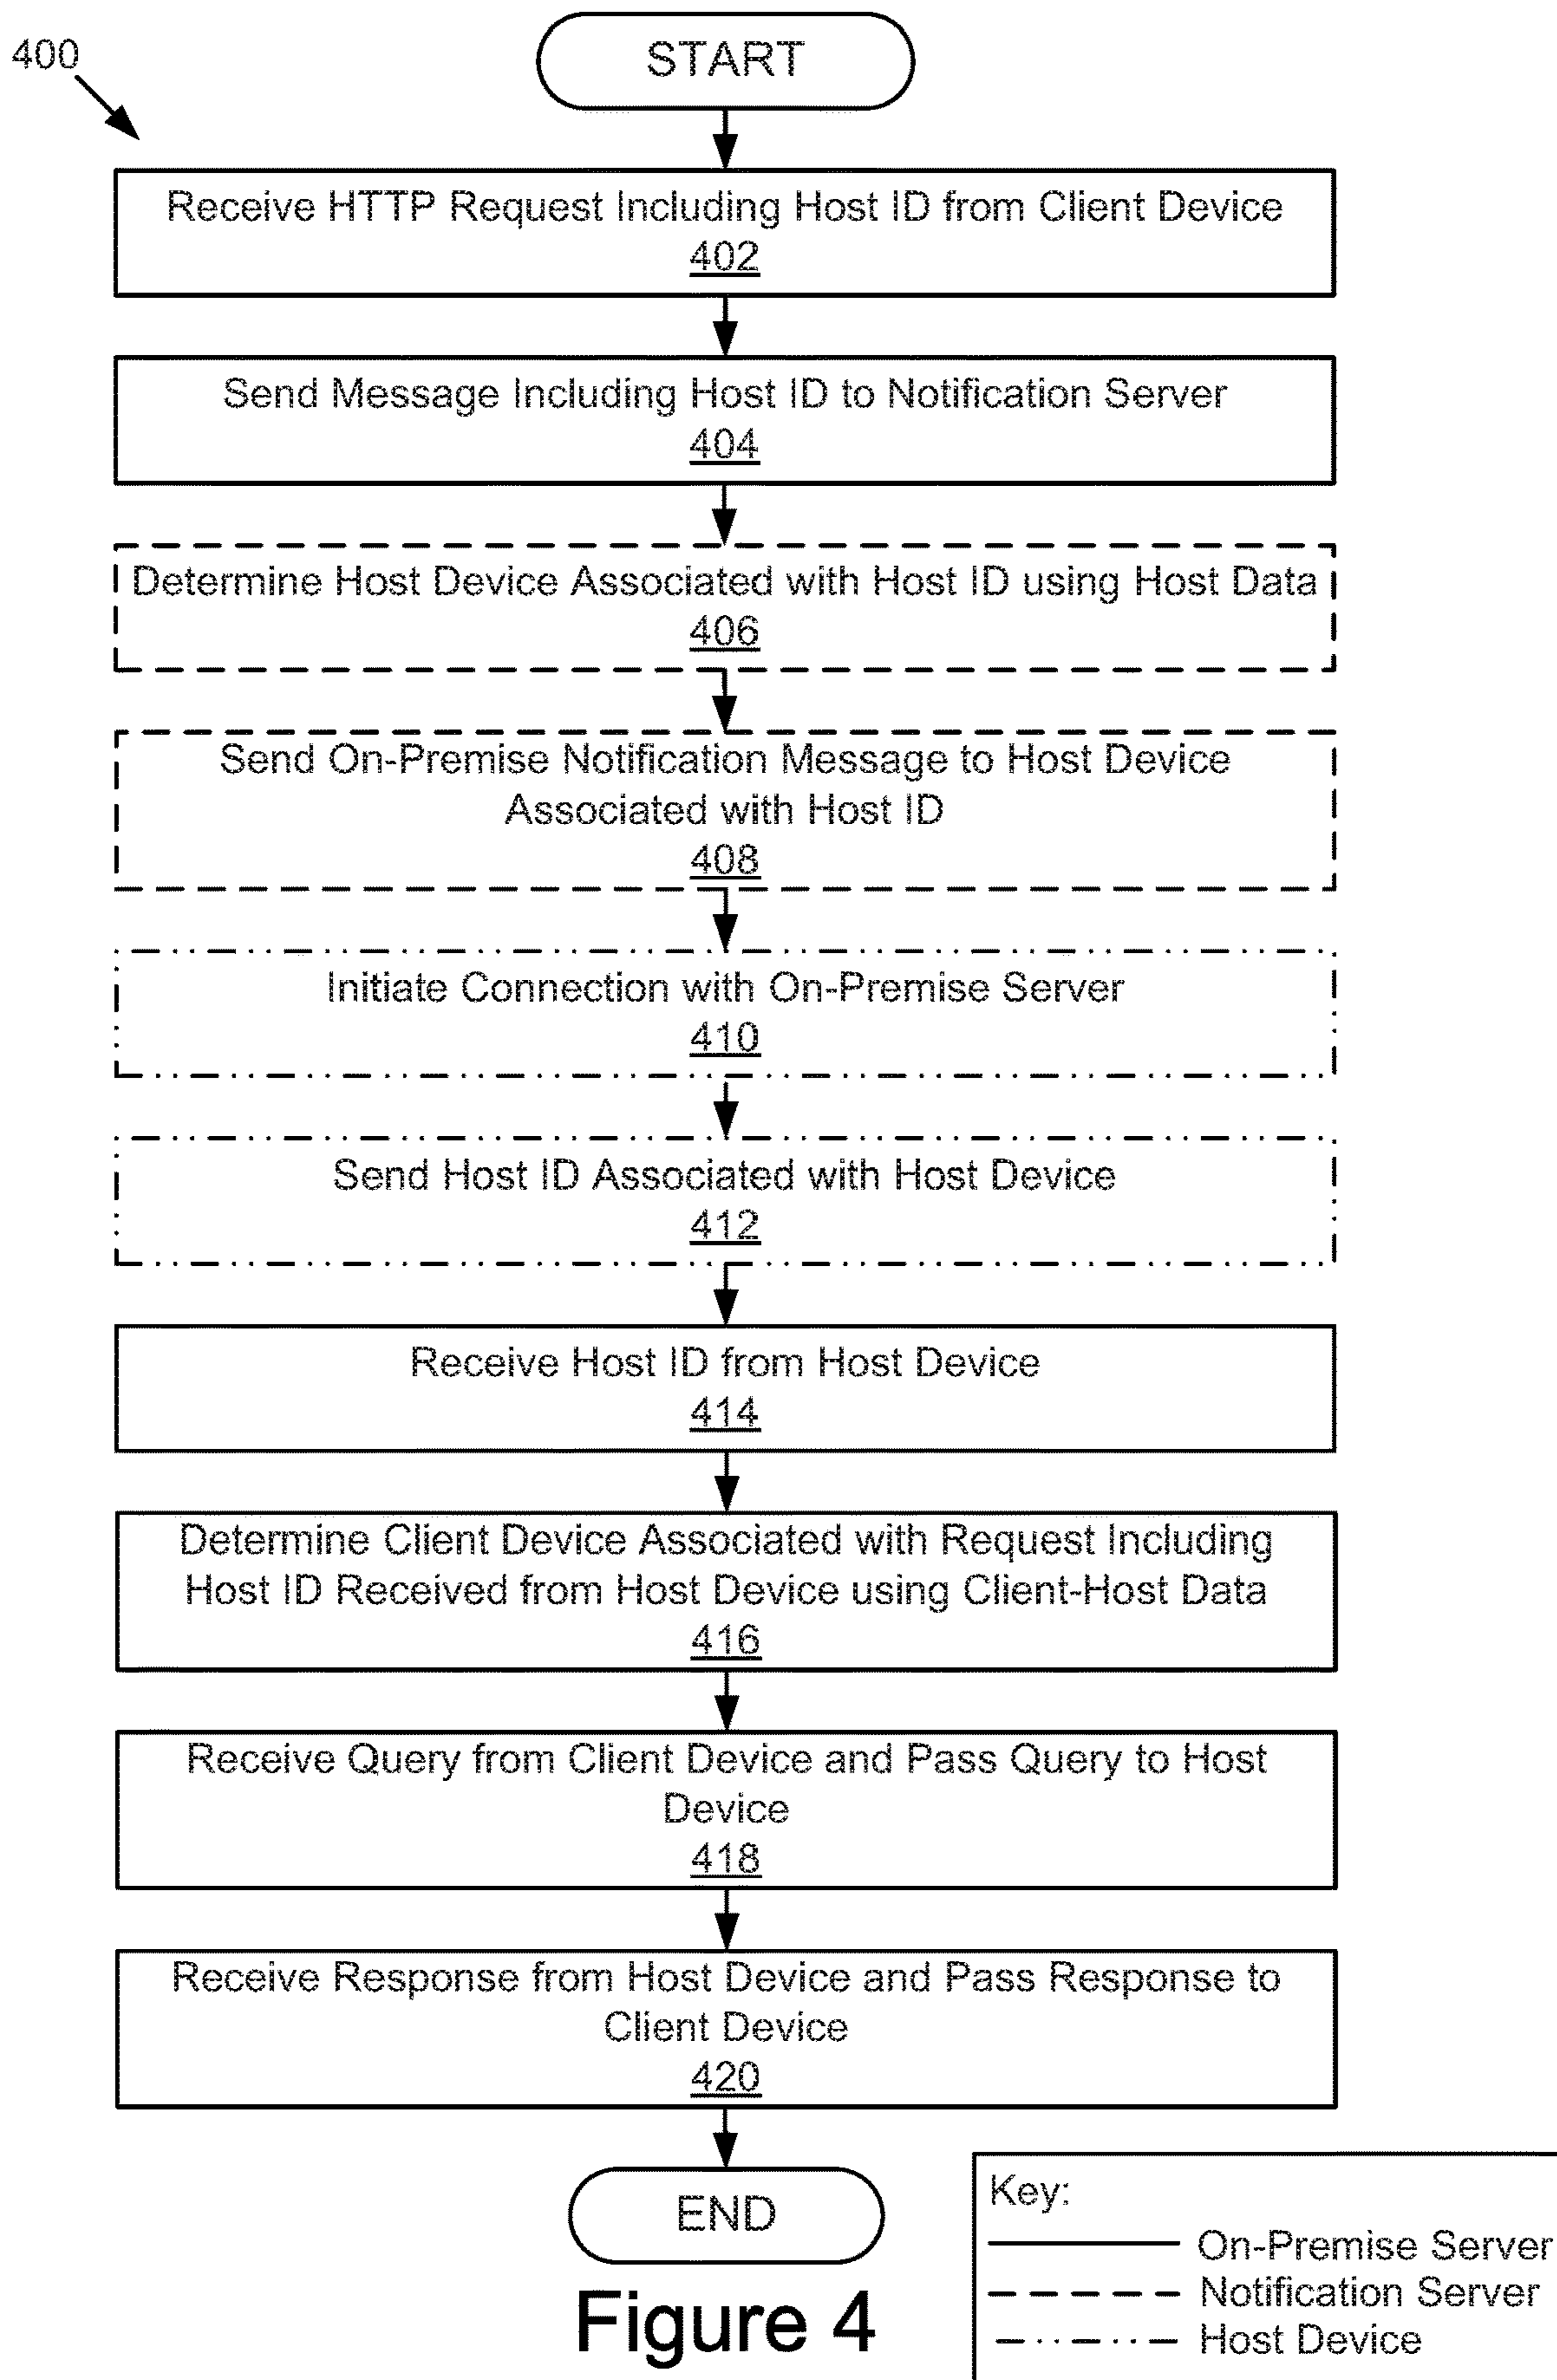 400
START
Receive HTTP Request Including Host ID from Client Device
402
Send Message Including Host ID to Notification Server
404
Determine Host Device Associated with Host ID using Host Data
406
Send On-Premise Notification Message to Host Device
Associated with Host ID
408
Initiate Connection with On-Premise Server
410
Send Host ID Associated with Host Device
412
Receive Host ID from Host Device
414
Determine Client Device Associated with Request Including
Host ID Received from Host Device using Client-Host Data
416
Receive Query from Client Device and Pass Query to Host
Device
418
Receive Response from Host Device and Pass Response to
Client Device
420
END
Key:
On-Premise Server
Notification Server
Host Device
Figure 4